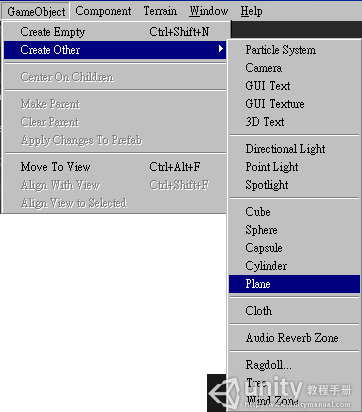 GameObject Component Terrain Window Help
Create Empty Ctrl+Shift+N
Create Other
Center On Children
Make Parent
Clear Parent
Apply Changes To Prefab
Move To View Ctrl+Alt+F
Align With View Ctrl+Shift+F
Align View to Selected
Particle System
Camera
GUI Text
GUI Texture
3D Text
Directional Light
Point Light
Spotlight
Cube
Sphere
Capsule
Cylinder
Plane
Cloth
Audio Reverb Zone
Ragdoll...
Tree
Wind Zone
unity 教程手册
unitymanual.com